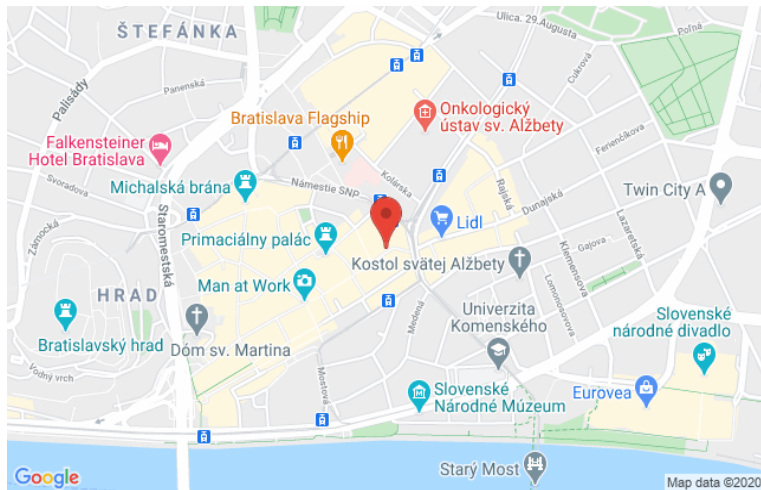 ŠTEFÁNKA
Ulica. 29.Augusta
Palisády
Panenská
Cukrová
Bratislava Flagship
Onkologický
ústav sv. Alžbety
Falkensteiner
Hotel Bratislava
Ferienčíkova
Svoradova
Michalská brána
Námestie SNP
Kolárska
Rajská
Dunajská
Twin City A
Staromestská
Zámocká
Primaciálny palác
Lidl
Lazaretská
Kostol svätej Alžbety
Gajova
Klemensova
Lomonosovova
HRAD
Man at Work
Medená
Univerzita
Komenského
Slovenské
národné divadlo
Bratislavský hrad
Dóm sv. Martina
Vodný vrch
Mostová
Slovenské
Národné Múzeum
Eurovea
Starý Most
Google
Map data ©2020